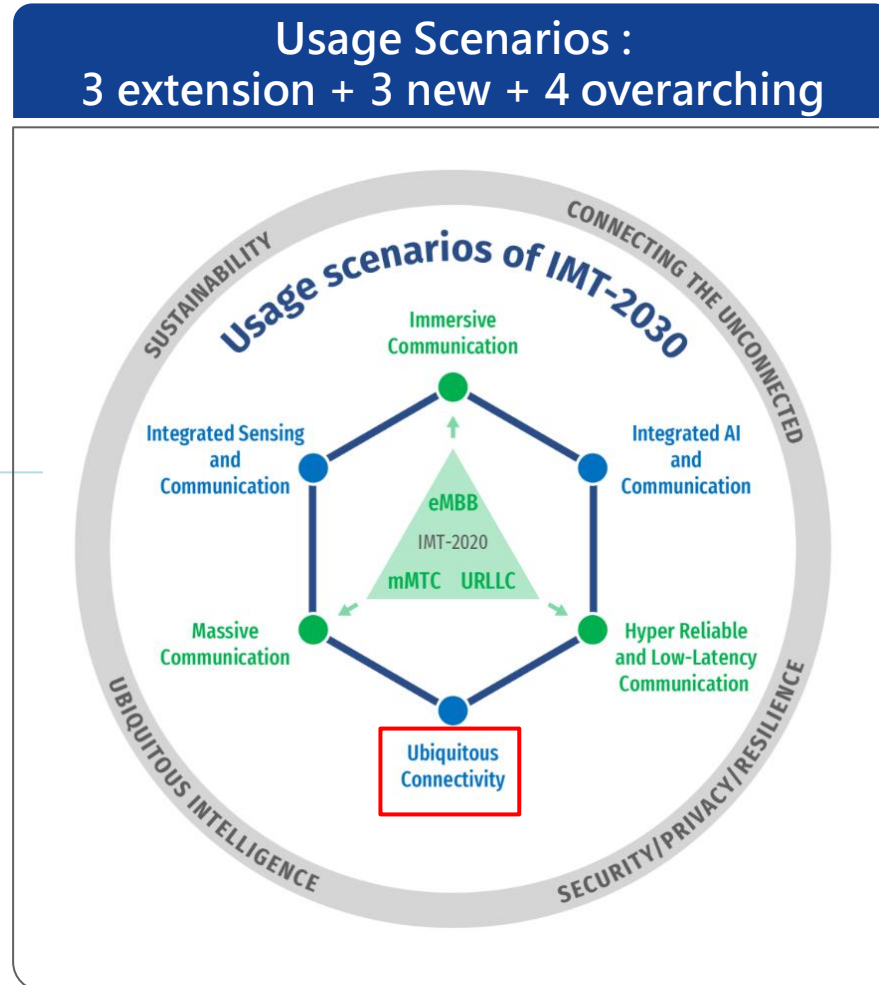 Usage Scenarios :
3 extension + 3 new + 4 overarching
SUSTAINABILITY
CONNECTING THE UNCONNECTED
Usage scenarios of IMT-2030
Immersive
Communication
Integrated Sensing
and
Communication
Integrated AI
and
Communication
eMBB
IMT-2020
mMTC URLLC
Massive
Communication
Hyper Reliable
and Low-Latency
Communication
Ubiquitous
Connectivity
UBIQUITOUS INTELLIGENCE
SECURITY/PRIVACY/RESILIENCE